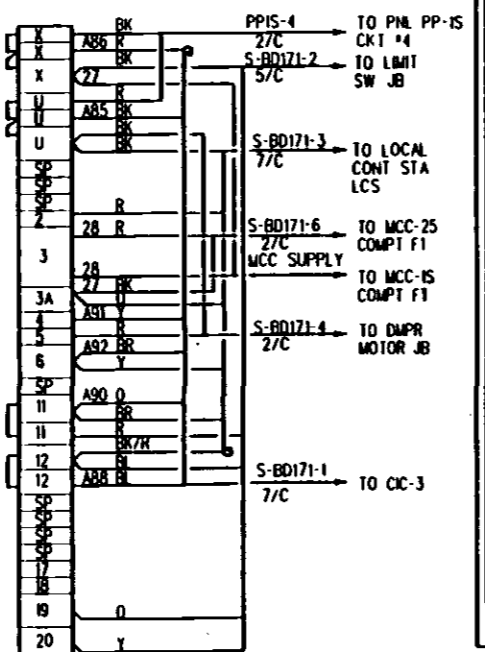 X BK PPIS-4 TO PNL PP-1S
X A86 R 2/C CKT #4
BK S-BD171-2 TO LIMIT
X 27 5/C SW JB
U R
U A85 BK
BK S-BD171-3 TO LOCAL
U BK 7/C CONT STA
SP LCS
SP
SP
2 R
28 R S-BD171-6 TO MCC-25
3 2/C COMPT F1
MCC SUPPLY
28 TO MCC-1S
27 BK COMPT F1
3A
4 A91 Y
5 R S-BD171-4 TO DMPR
A92 BR 2/C MOTOR JB
6 Y
SP
11 A90 O
BR
11 R
BK/R
12 BL S-BD171-1
12 A88 BL 7/C TO CIC-3
SP
SP
SP
SP
17
18
19 O
20 Y